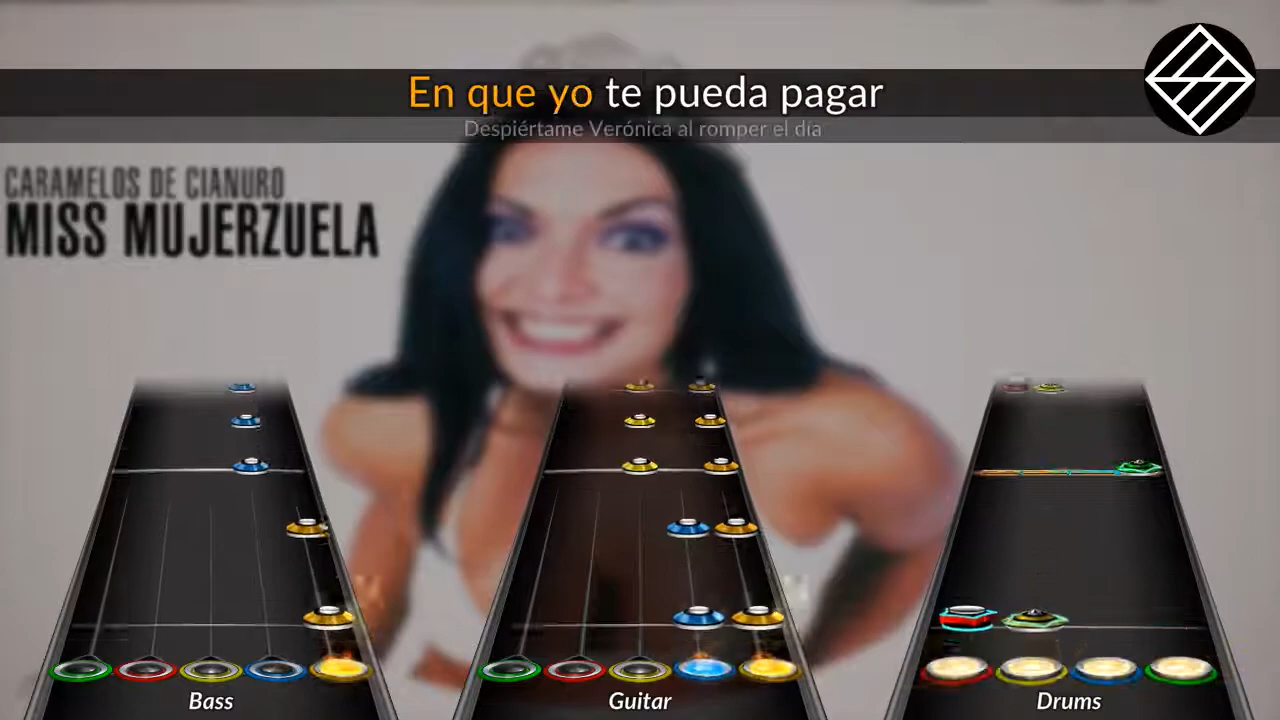 En que yo te pueda pagar
Despiértame Verónica al romper el día
CARAMELOS DE CIANURO
MISS MUJERZUELA
Bass
Guitar
Drums